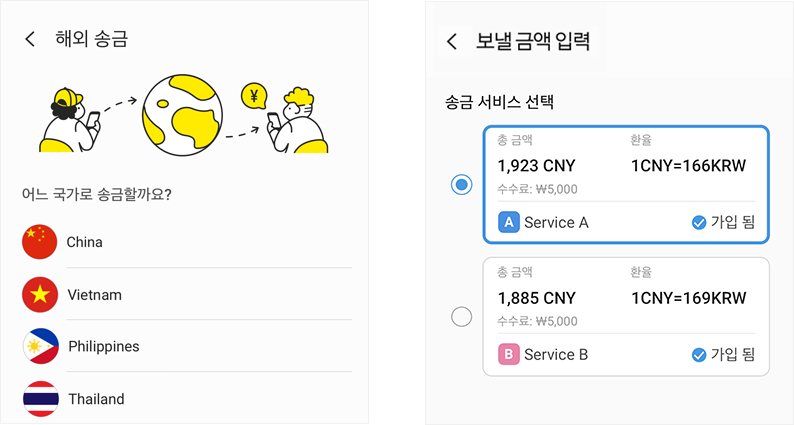 해외 송금
¥
어느 국가로 송금할까요?
China
Vietnam
Philippines
Thailand
보낼 금액 입력
송금 서비스 선택
총 금액 환율
1,923 CNY 1CNY=166KRW
수수료: ₩5,000
A Service A 가입 됨
총 금액 환율
1,885 CNY 1CNY=169KRW
수수료: ₩5,000
B Service B 가입 됨